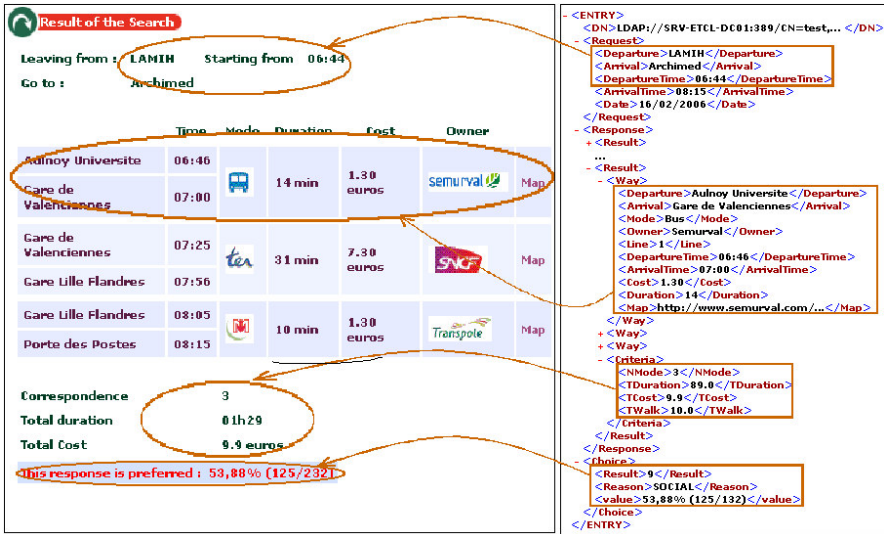 Result of the Search
Leaving from : LAMIH Starting from 06:44
Go to : Archimed
Time Mode Duration Cost Owner
Aulnoy Universite 06:46
14 min 1.30 euros semurval Map
Gare de Valenciennes 07:00
Gare de Valenciennes 07:25
ter 31 min 7.30 euros SNCF Map
Gare Lille Flandres 07:56
Gare Lille Flandres 08:05
M 10 min 1.30 euros Transpole Map
Porte des Postes 08:15
Correspondence 3
Total duration 01h29
Total Cost 9.9 euros
This response is preferred : 53,88% (125/232)
- <ENTRY>
<DN>LDAP://SRV-ETCL-DC01:389/CN=test,... </DN>
- <Request>
<Departure>LAMIH</Departure>
<Arrival>Archimed</Arrival>
<DepartureTime>06:44</DepartureTime>
<ArrivalTime>08:15</ArrivalTime>
<Date>16/02/2006</Date>
</Request>
- <Response>
+ <Result>
...
- <Result>
- <Way>
<Departure>Aulnoy Universite</Departure>
<Arrival>Gare de Valenciennes</Arrival>
<Mode>Bus</Mode>
<Owner>Semurval</Owner>
<Line>1</Line>
<DepartureTime>06:46</DepartureTime>
<ArrivalTime>07:00</ArrivalTime>
<Cost>1.30</Cost>
<Duration>14</Duration>
<Map>http://www.semurval.com/...</Map>
</Way>
+ <Way>
+ <Way>
- <Criteria>
<NMode>3</NMode>
<TDuration>89.0</TDuration>
<TCost>9.9</TCost>
<TWalk>10.0</TWalk>
</Criteria>
</Result>
</Response>
- <Choice>
<Result>9</Result>
<Reason>SOCIAL</Reason>
<value>53,88% (125/132)</value>
</Choice>
</ENTRY>